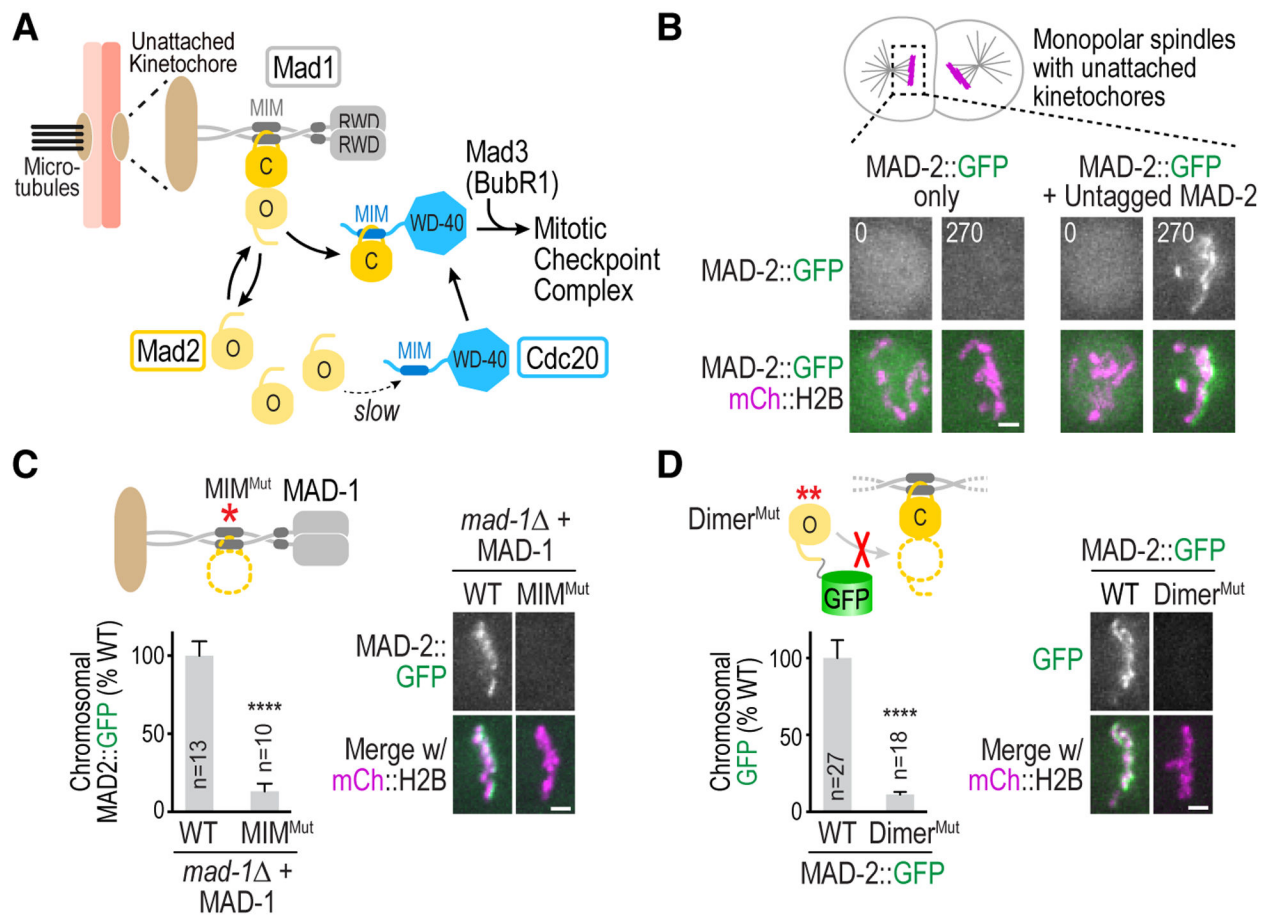 A
Unattached
Kinetochore
Mad1
MIM
RWD
RWD
Micro-
tubules
C
O
Mad3
(BubR1)
MIM
WD-40
C
Mitotic
Checkpoint
Complex
Mad2
O
O
O
slow
MIM
WD-40
Cdc20
B
Monopolar spindles
with unattached
kinetochores
MAD-2::GFP
only
MAD-2::GFP
+ Untagged MAD-2
MAD-2::GFP
0
270
0
270
MAD-2::GFP
mCh::H2B
C
MIMMut
*
MAD-1
mad-1Δ +
MAD-1
WT
MIMMut
MAD-2::
GFP
Merge w/
mCh::H2B
Chromosomal
MAD2::GFP (% WT)
100
50
0
n=13
****
n=10
WT
MIMMut
mad-1Δ +
MAD-1
D
**
DimerMut
O
GFP
C
MAD-2::GFP
WT
DimerMut
GFP
Merge w/
mCh::H2B
Chromosomal
GFP (% WT)
100
50
0
n=27
****
n=18
WT
DimerMut
MAD-2::GFP